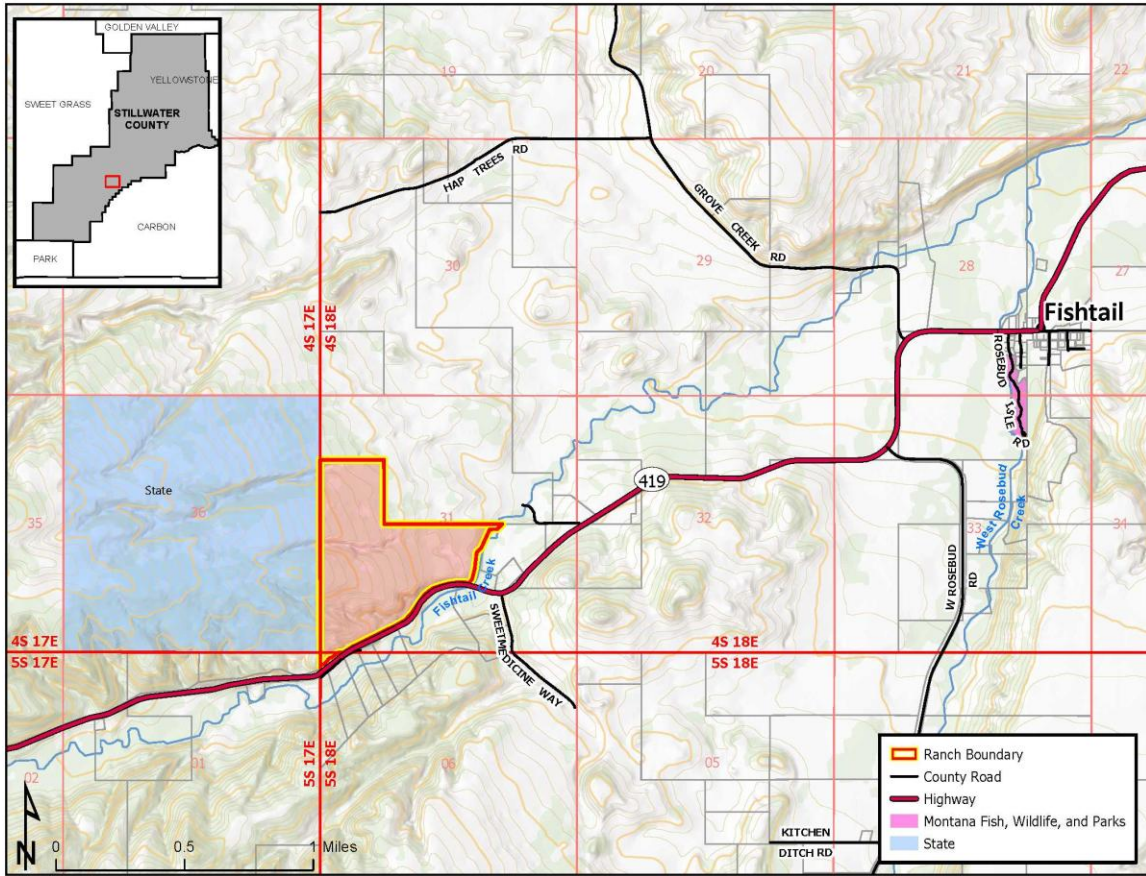 GOLDEN VALLEY
YELLOWSTONE
SWEET GRASS
STILLWATER
COUNTY
CARBON
PARK
19
20
21
22
HAP TREES RD
GROVE CREEK RD
30
29
28
27
4S 17E
4S 18E
Fishtail
ROSEBUD ISLE RD
419
State
35
36
31
32
33
34
West Rosebud
Creek
W ROSEBUD RD
Fishtail Creek
SWEETMEDICINE WAY
4S 17E
5S 17E
4S 18E
5S 18E
5S 17E
5S 18E
02
01
06
05
KITCHEN
DITCH RD
N
0
0.5
1 Miles
Ranch Boundary
County Road
Highway
Montana Fish, Wildlife, and Parks
State